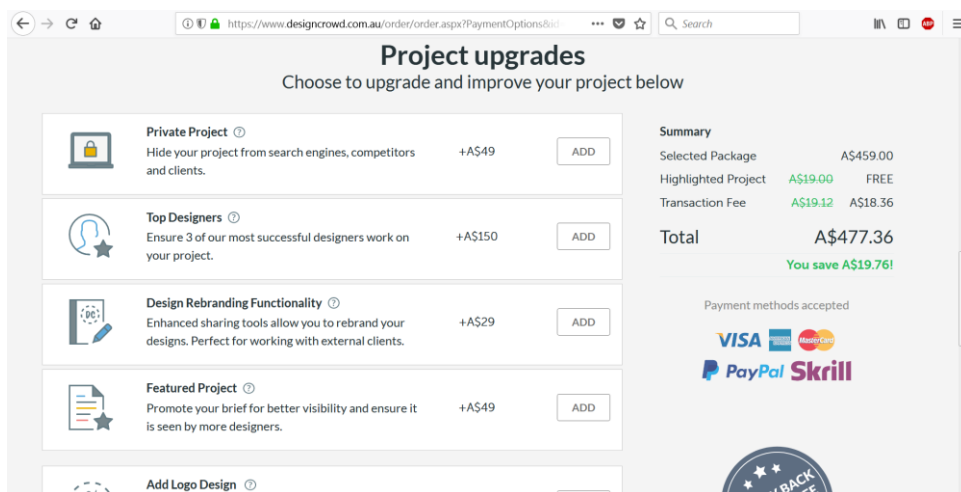 https://www.designcrowd.com.au/order/order.aspx?PaymentOptions&id
Search
ABP
Project upgrades
Choose to upgrade and improve your project below
Private Project ?
Hide your project from search engines, competitors
and clients.
+A$49
ADD
Top Designers ?
Ensure 3 of our most successful designers work on
your project.
+A$150
ADD
Design Rebranding Functionality ?
Enhanced sharing tools allow you to rebrand your
designs. Perfect for working with external clients.
+A$29
ADD
Featured Project ?
Promote your brief for better visibility and ensure it
is seen by more designers.
+A$49
ADD
Add Logo Design ?
Summary
Selected Package A$459.00
Highlighted Project A$19.00 FREE
Transaction Fee A$19.12 A$18.36
Total A$477.36
You save A$19.76!
Payment methods accepted
VISA MasterCard
PayPal Skrill
BACK